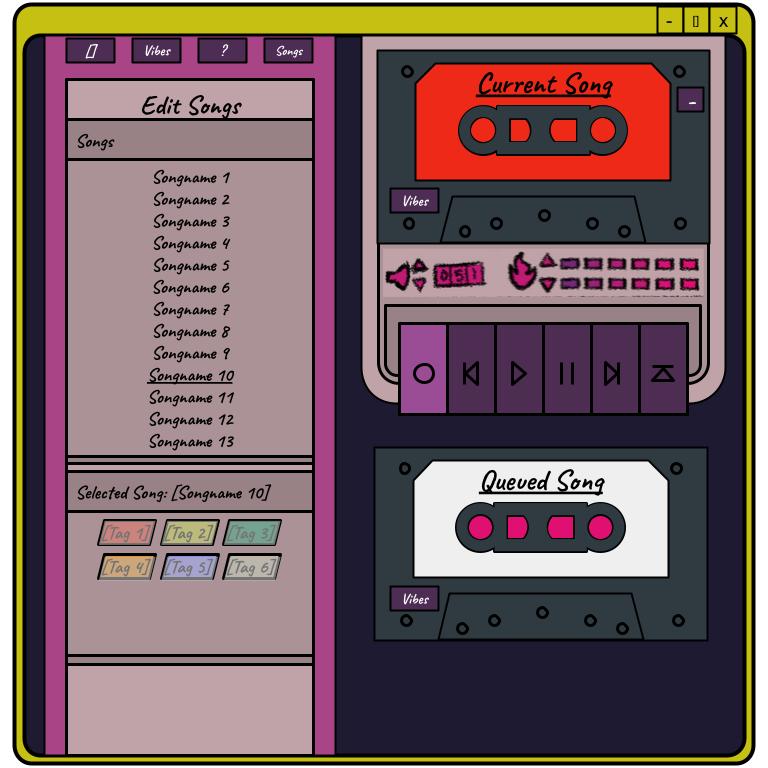 - ▯ x
▯ Vibes ? Songs
Edit Songs
Songs
Songname 1
Songname 2
Songname 3
Songname 4
Songname 5
Songname 6
Songname 7
Songname 8
Songname 9
Songname 10
Songname 11
Songname 12
Songname 13
Selected Song: [Songname 10]
[Tag 1] [Tag 2] [Tag 3]
[Tag 4] [Tag 5] [Tag 6]
Current Song
-
Vibes
051
Queued Song
Vibes